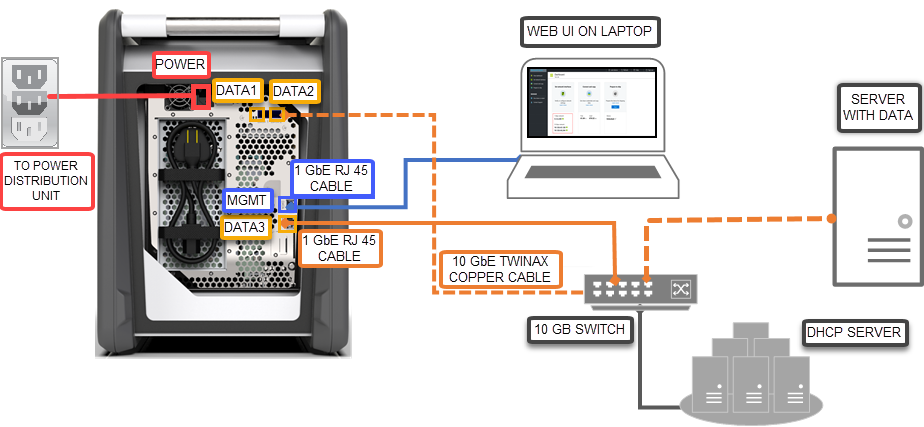 WEB UI ON LAPTOP
POWER
DATA1
DATA2
SERVER
WITH DATA
TO POWER
DISTRIBUTION
UNIT
1 GbE RJ 45
CABLE
MGMT
DATA3
1 GbE RJ 45
CABLE
10 GbE TWINAX
COPPER CABLE
10 GB SWITCH
DHCP SERVER